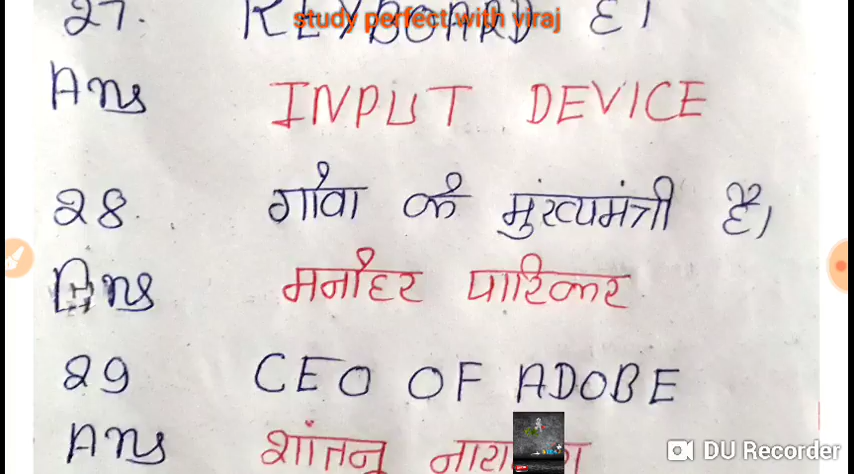 study perfect with viraj
27. KEYBOARD है।
Ans INPUT DEVICE
28. गोवा के मुख्यमंत्री है।
Ans मनोहर पारिकर
29 CEO OF ADOBE
Ans शांतनु
DU Recorder